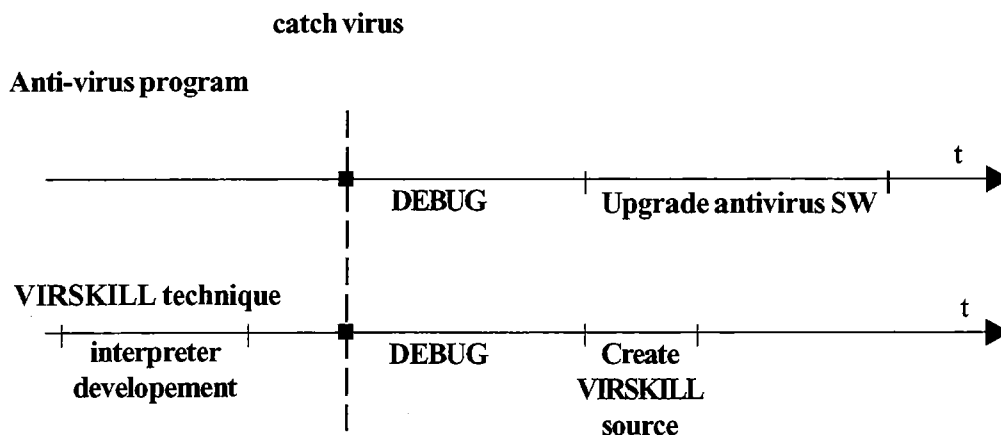 catch virus
Anti-virus program
t
DEBUG
Upgrade antivirus SW
VIRSKILL technique
t
interpreter
developement
DEBUG
Create
VIRSKILL
source